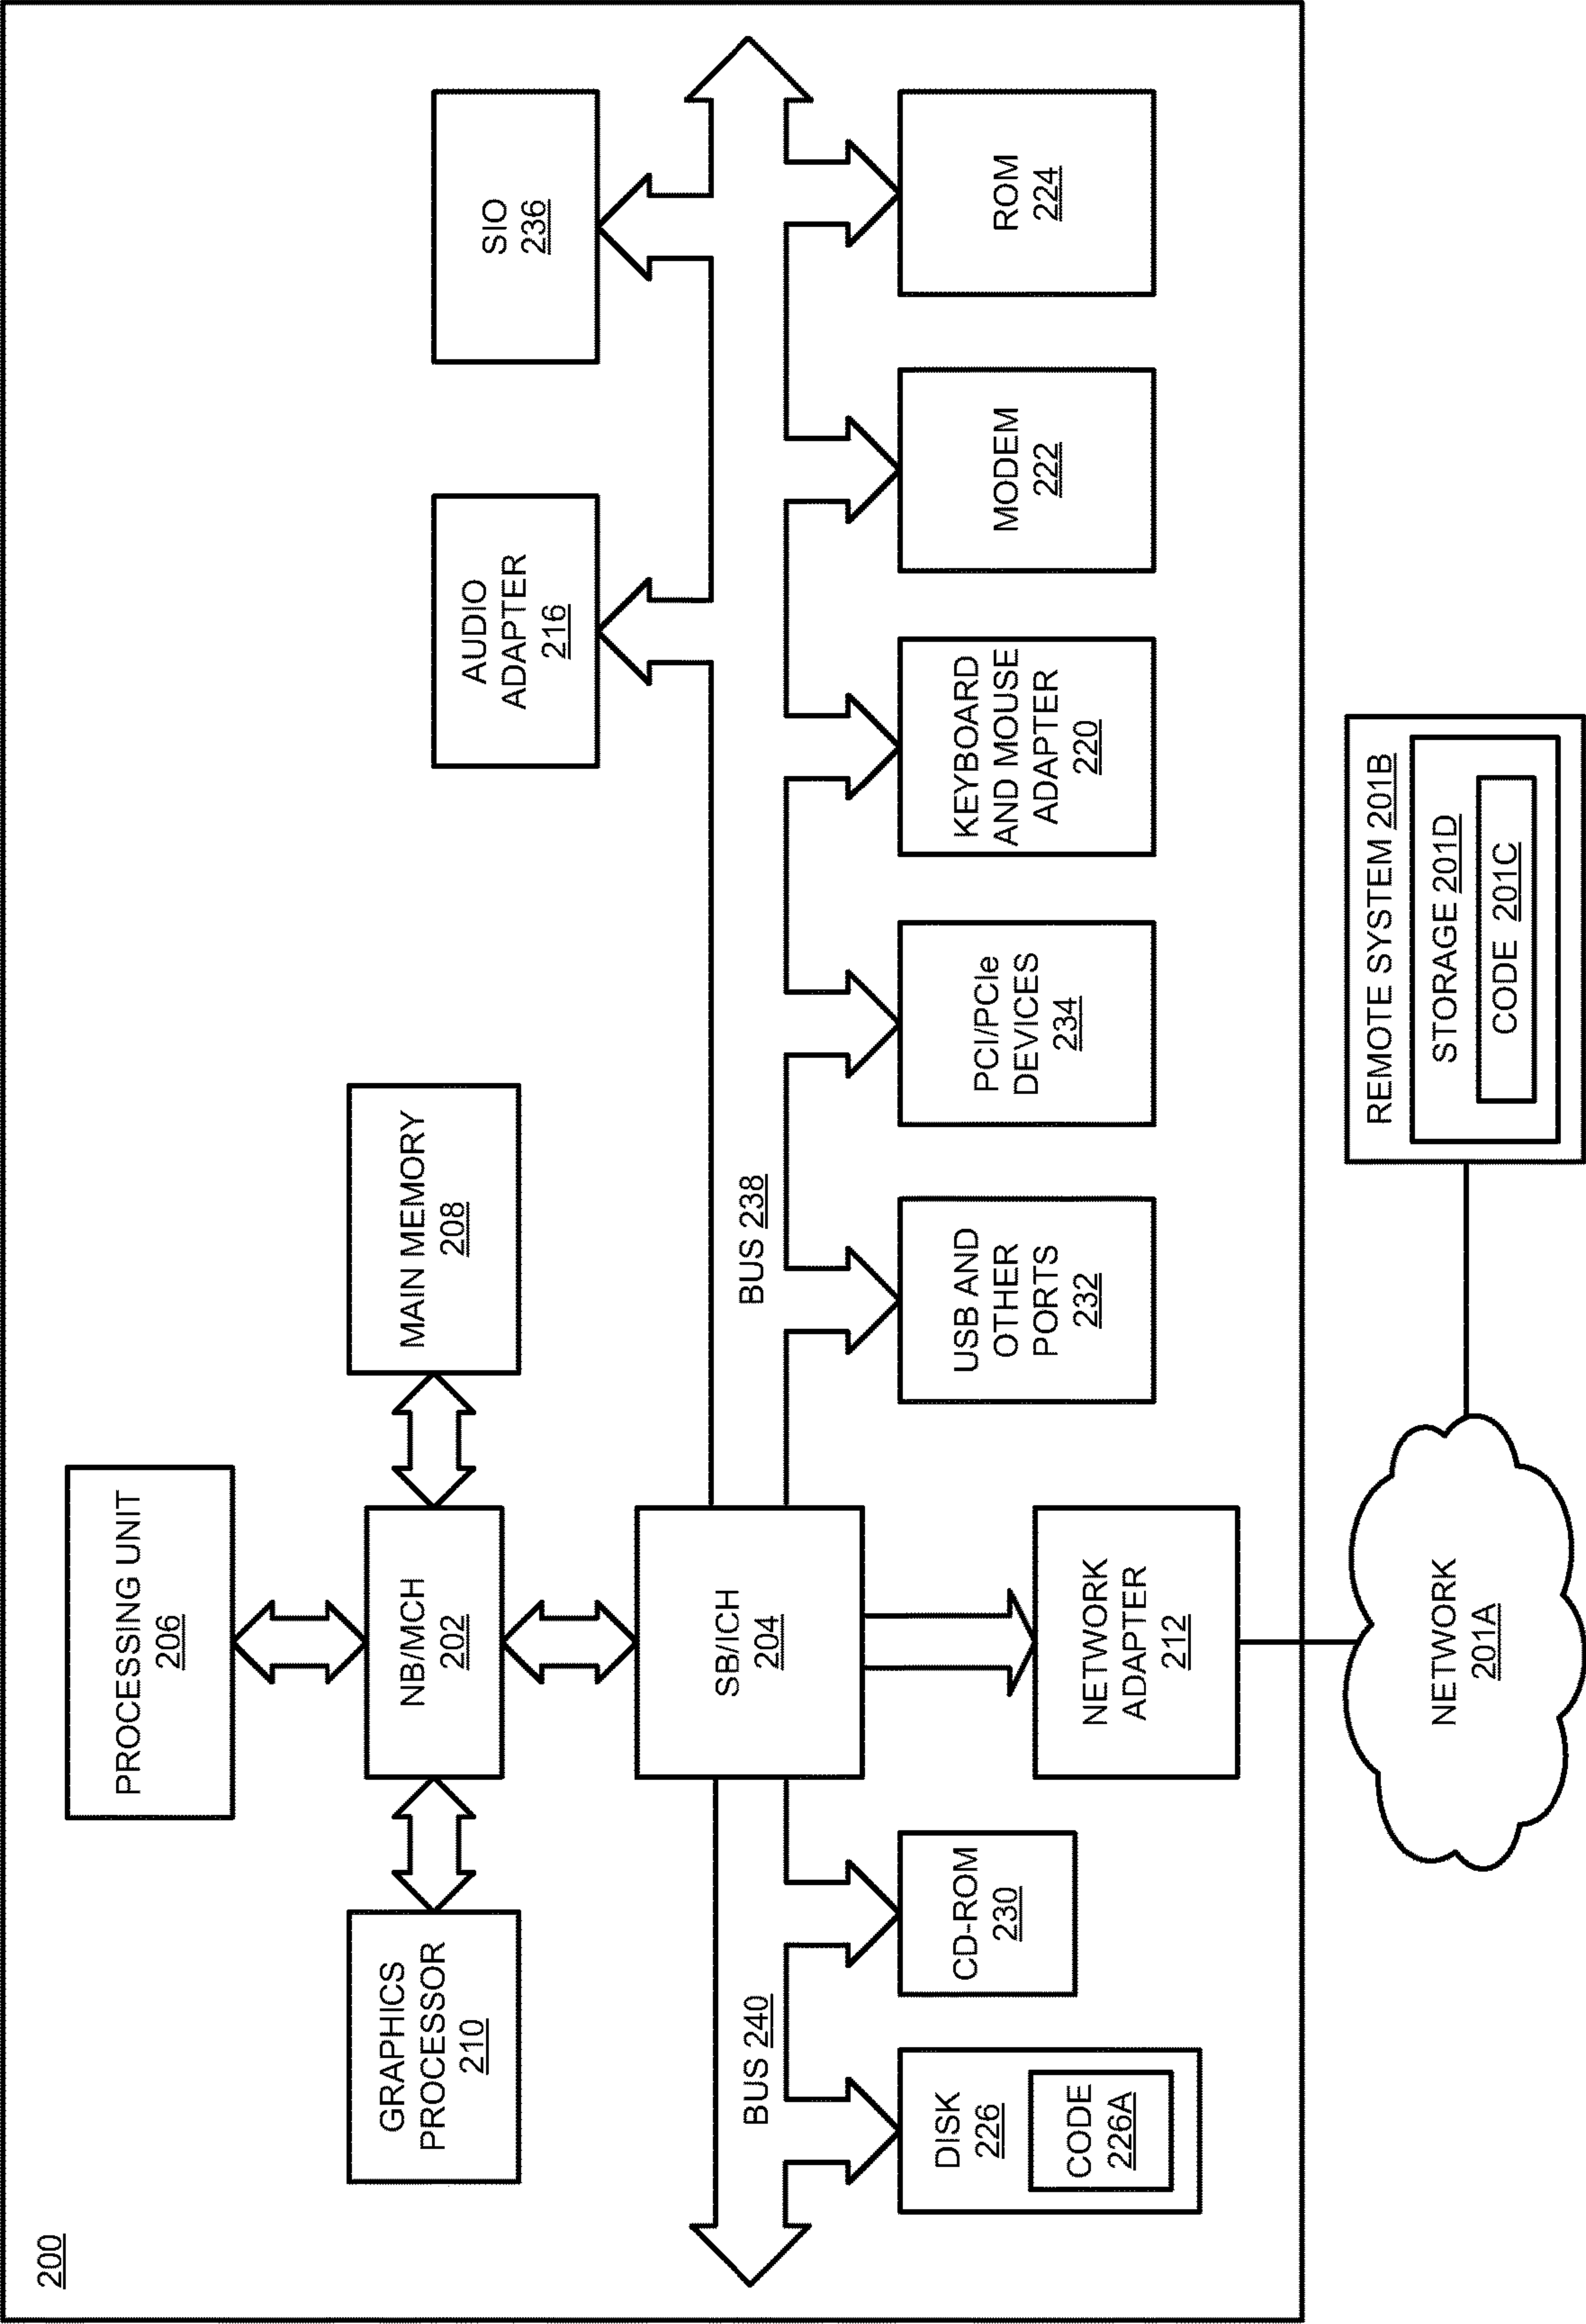 200
PROCESSING UNIT
206
GRAPHICS
PROCESSOR
210
NB/MCH
202
MAIN MEMORY
208
AUDIO
ADAPTER
216
SIO
236
SB/ICH
204
BUS 240
BUS 238
DISK
226
CODE
226A
CD-ROM
230
NETWORK
ADAPTER
212
USB AND
OTHER
PORTS
232
PCI/PCIe
DEVICES
234
KEYBOARD
AND MOUSE
ADAPTER
220
MODEM
222
ROM
224
NETWORK
201A
REMOTE SYSTEM 201B
STORAGE 201D
CODE 201C